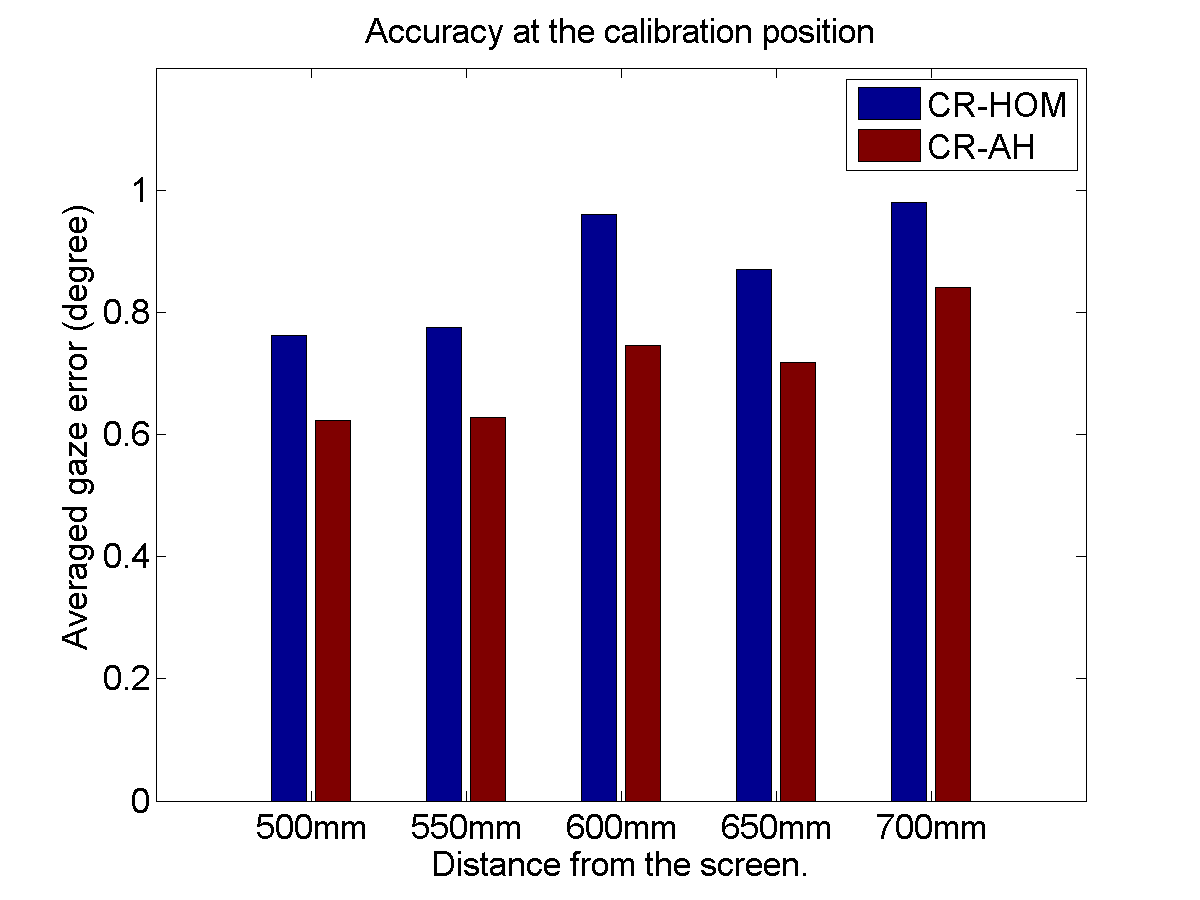 Accuracy at the calibration position
CR-HOM
CR-AH
Averaged gaze error (degree)
1
0.8
0.6
0.4
0.2
0
500mm 550mm 600mm 650mm 700mm
Distance from the screen.